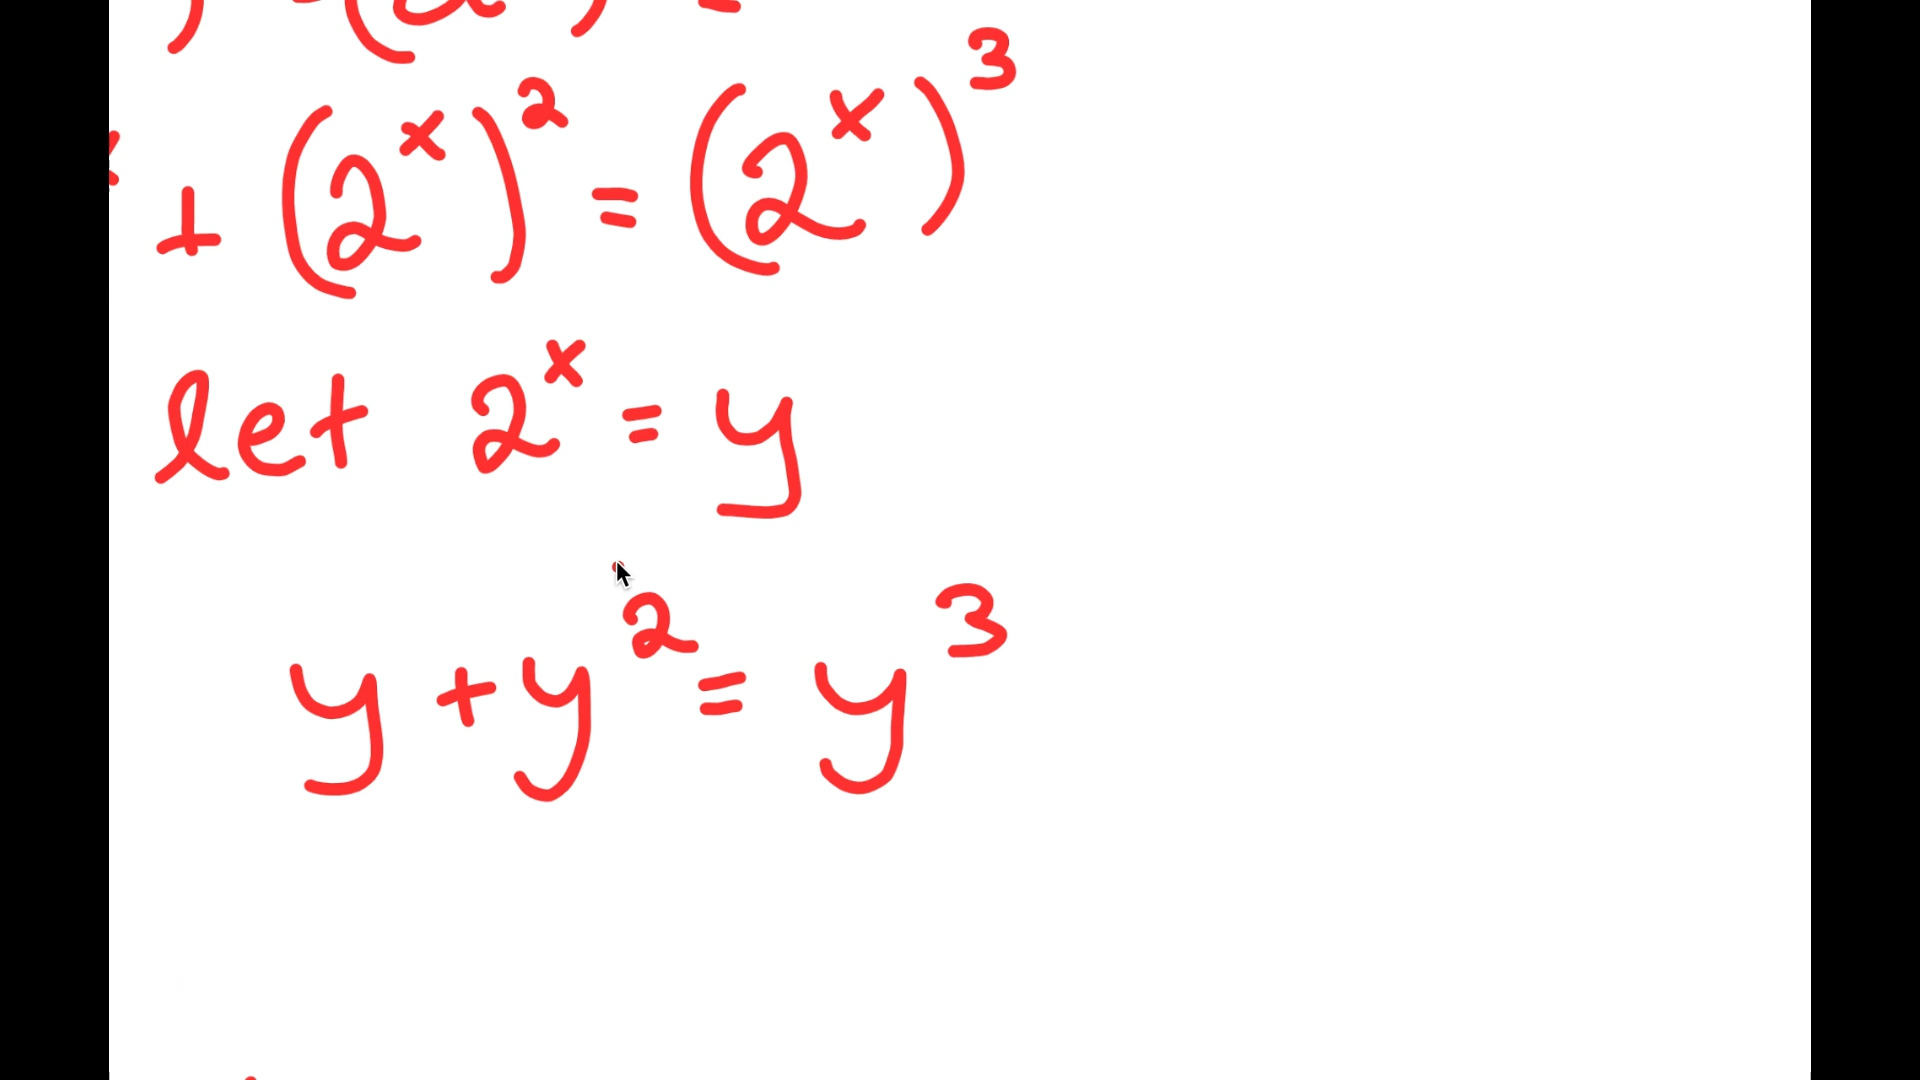 + (2^x)^2 = (2^x)^3
let 2^x = y
y + y^2 = y^3